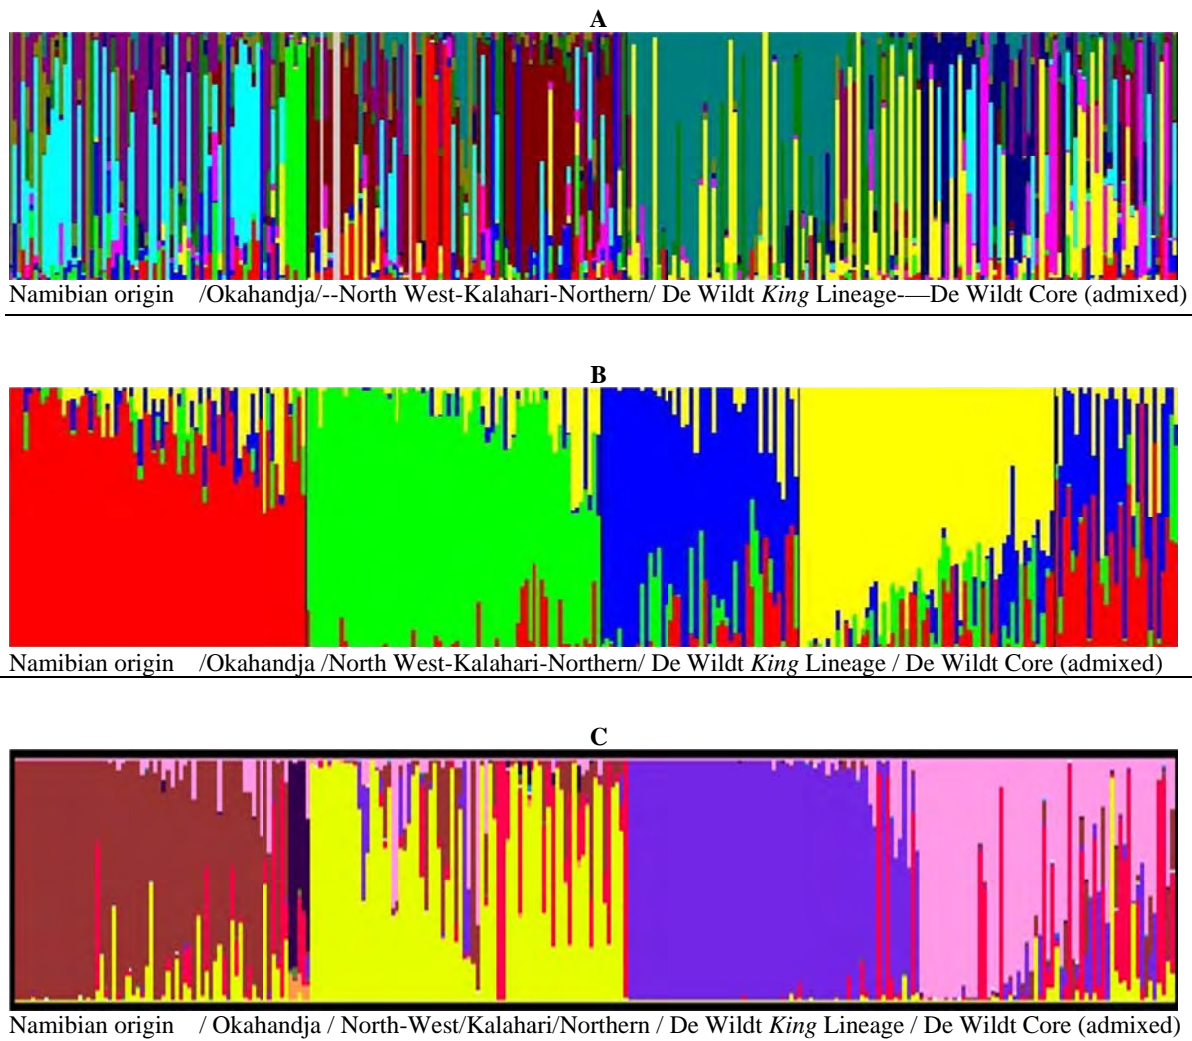 A
Namibian origin /Okahandja/--North West-Kalahari-Northern/ De Wildt King Lineage-—De Wildt Core (admixed)
B
Namibian origin /Okahandja /North West-Kalahari-Northern/ De Wildt King Lineage / De Wildt Core (admixed)
C
Namibian origin / Okahandja / North-West/Kalahari/Northern / De Wildt King Lineage / De Wildt Core (admixed)